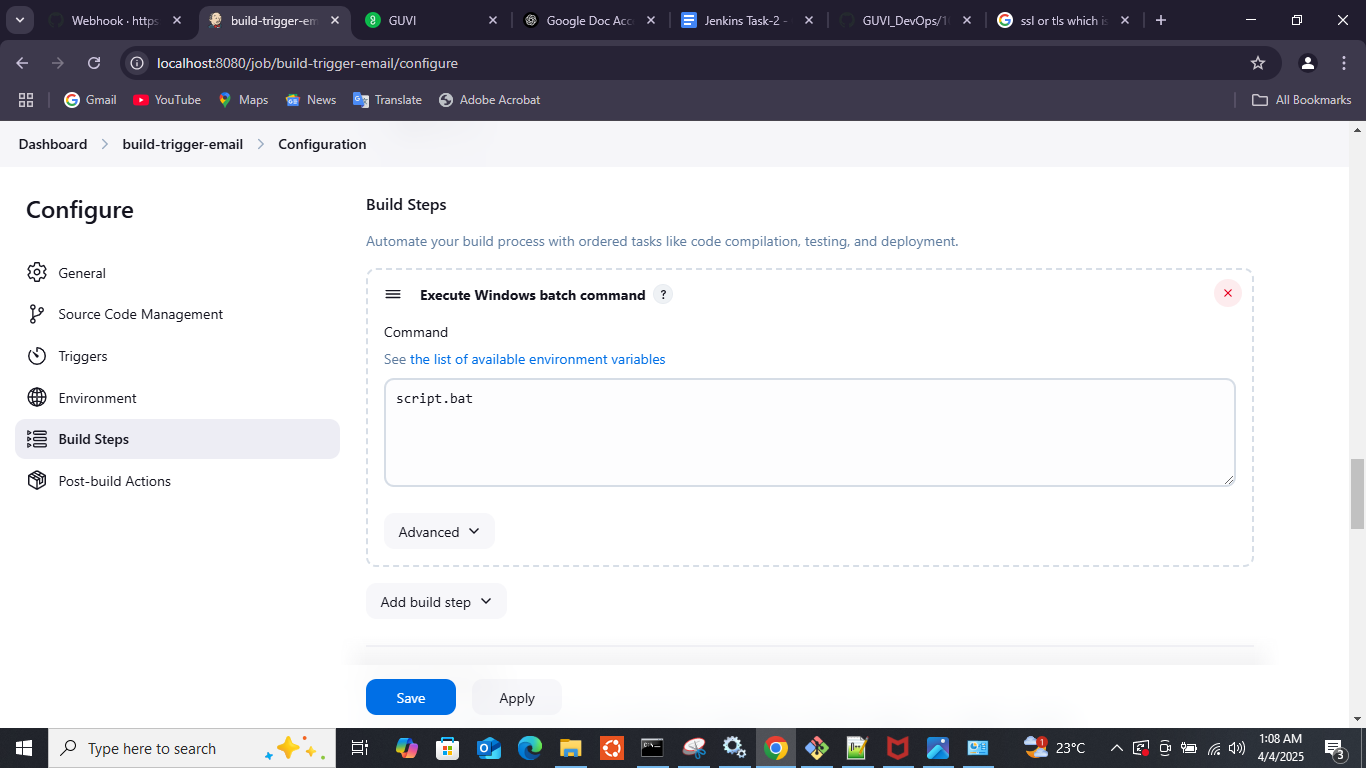 Webhook · https
build-trigger-em
GUVI
Google Doc Acc
Jenkins Task-2 -
GUVI_DevOps/1
ssl or tls which is
localhost:8080/job/build-trigger-email/configure
Gmail
YouTube
Maps
News
Translate
Adobe Acrobat
All Bookmarks
Dashboard
build-trigger-email
Configuration
Configure
General
Source Code Management
Triggers
Environment
Build Steps
Post-build Actions
Build Steps
Automate your build process with ordered tasks like code compilation, testing, and deployment.
Execute Windows batch command ?
Command
See the list of available environment variables
script.bat
Advanced
Add build step
Save
Apply
Type here to search
23°C
1:08 AM
4/4/2025
1
3